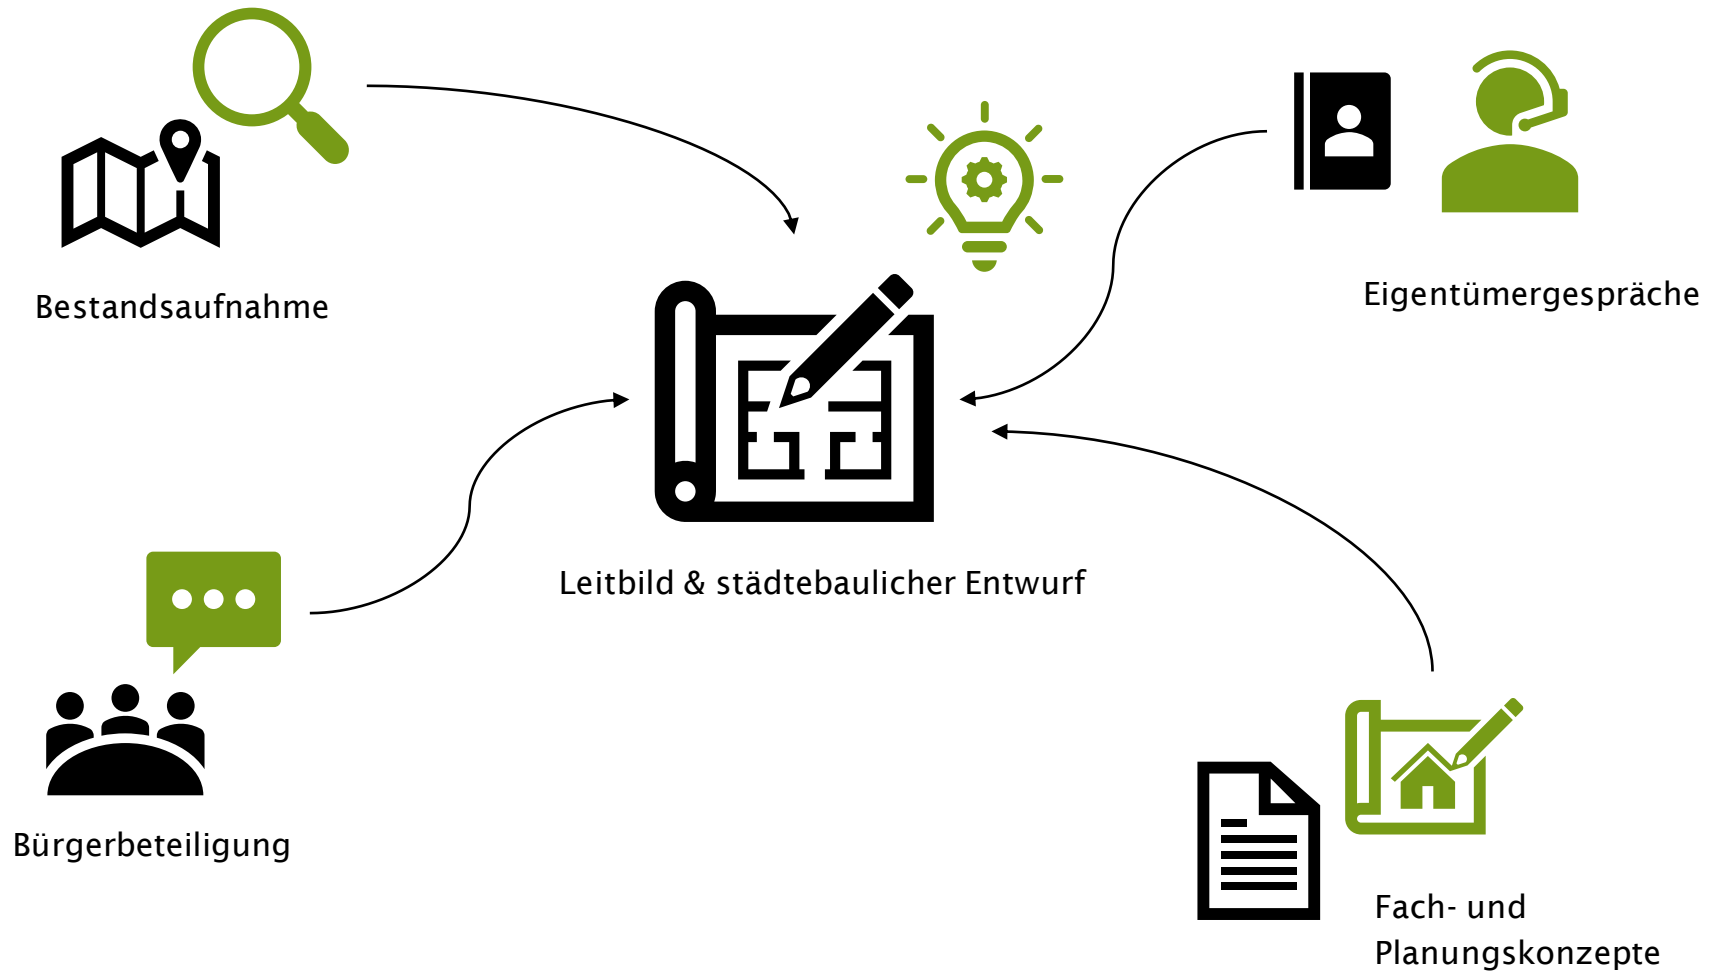 Bestandsaufnahme
Eigentümergespräche
Leitbild & städtebaulicher Entwurf
Bürgerbeteiligung
Fach- und
Planungskonzepte